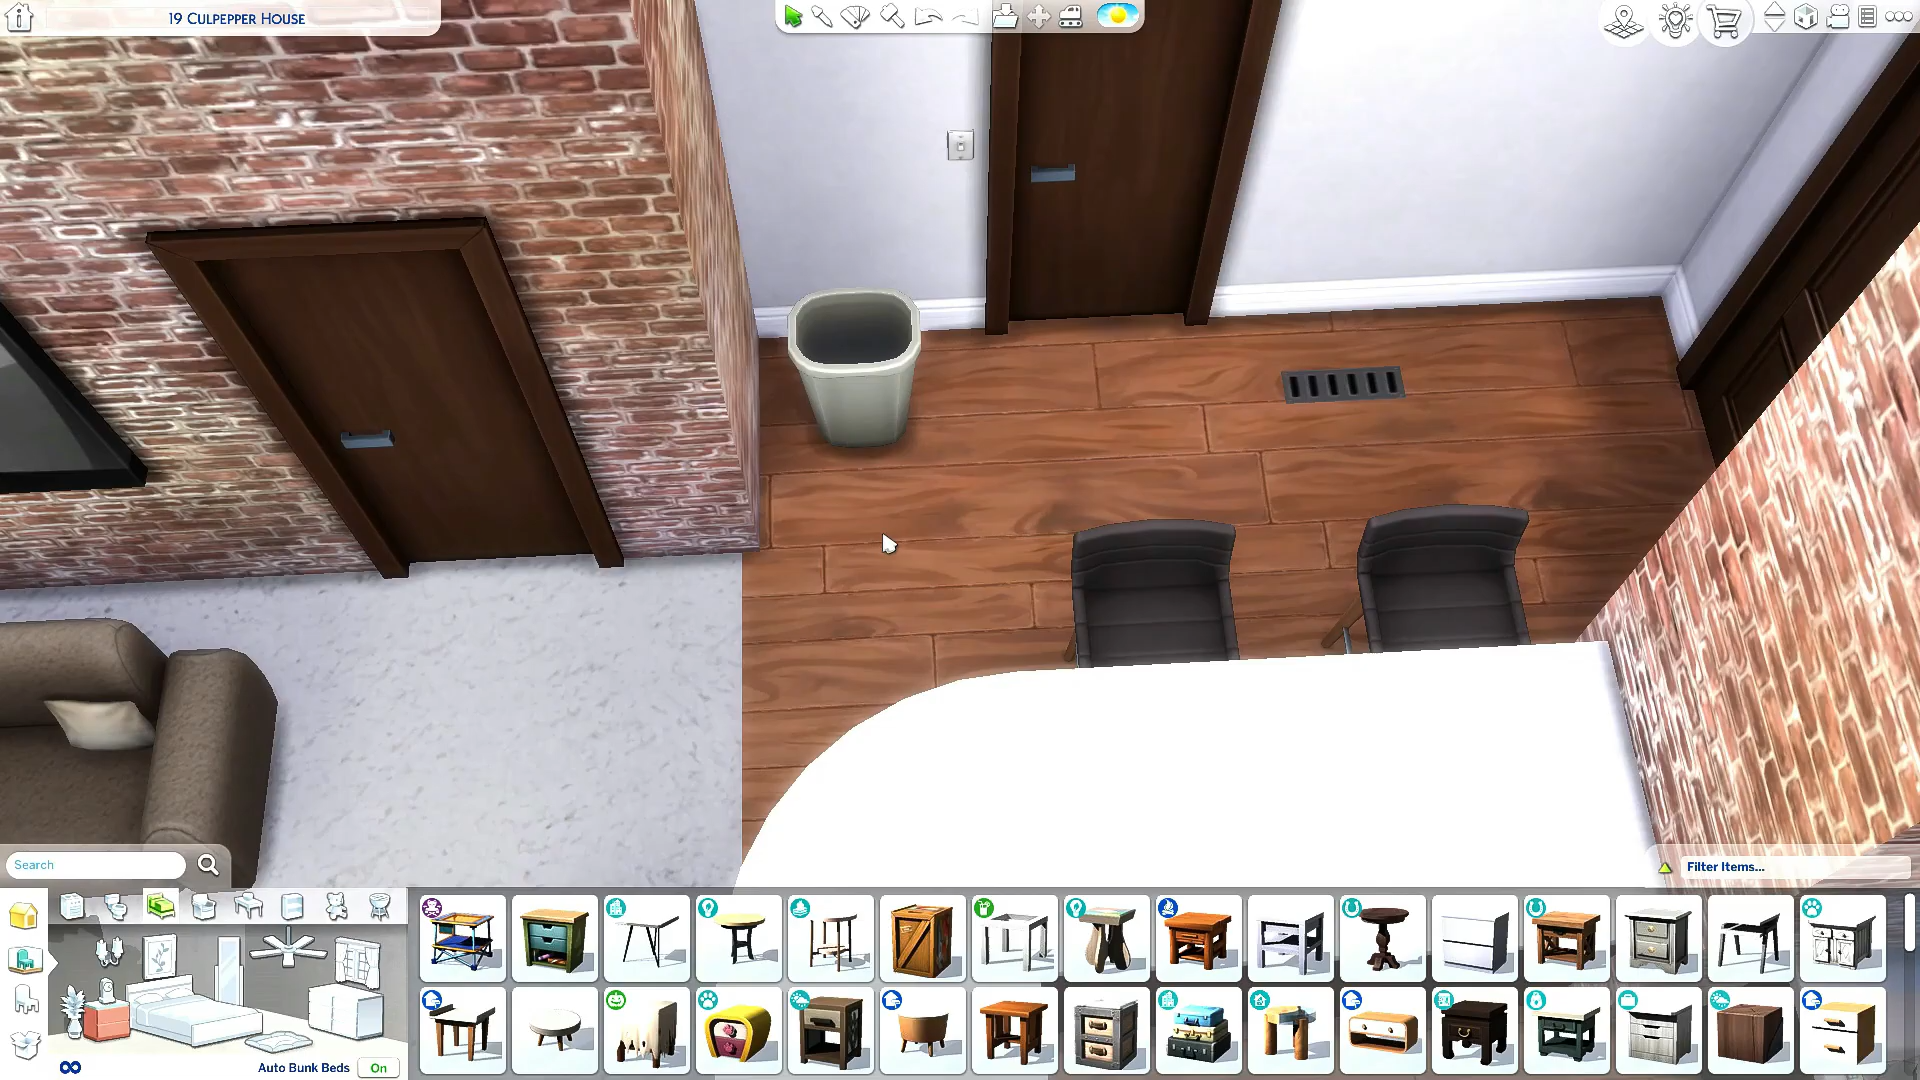 19 Culpepper House
Search
Filter Items...
Auto Bunk Beds
On